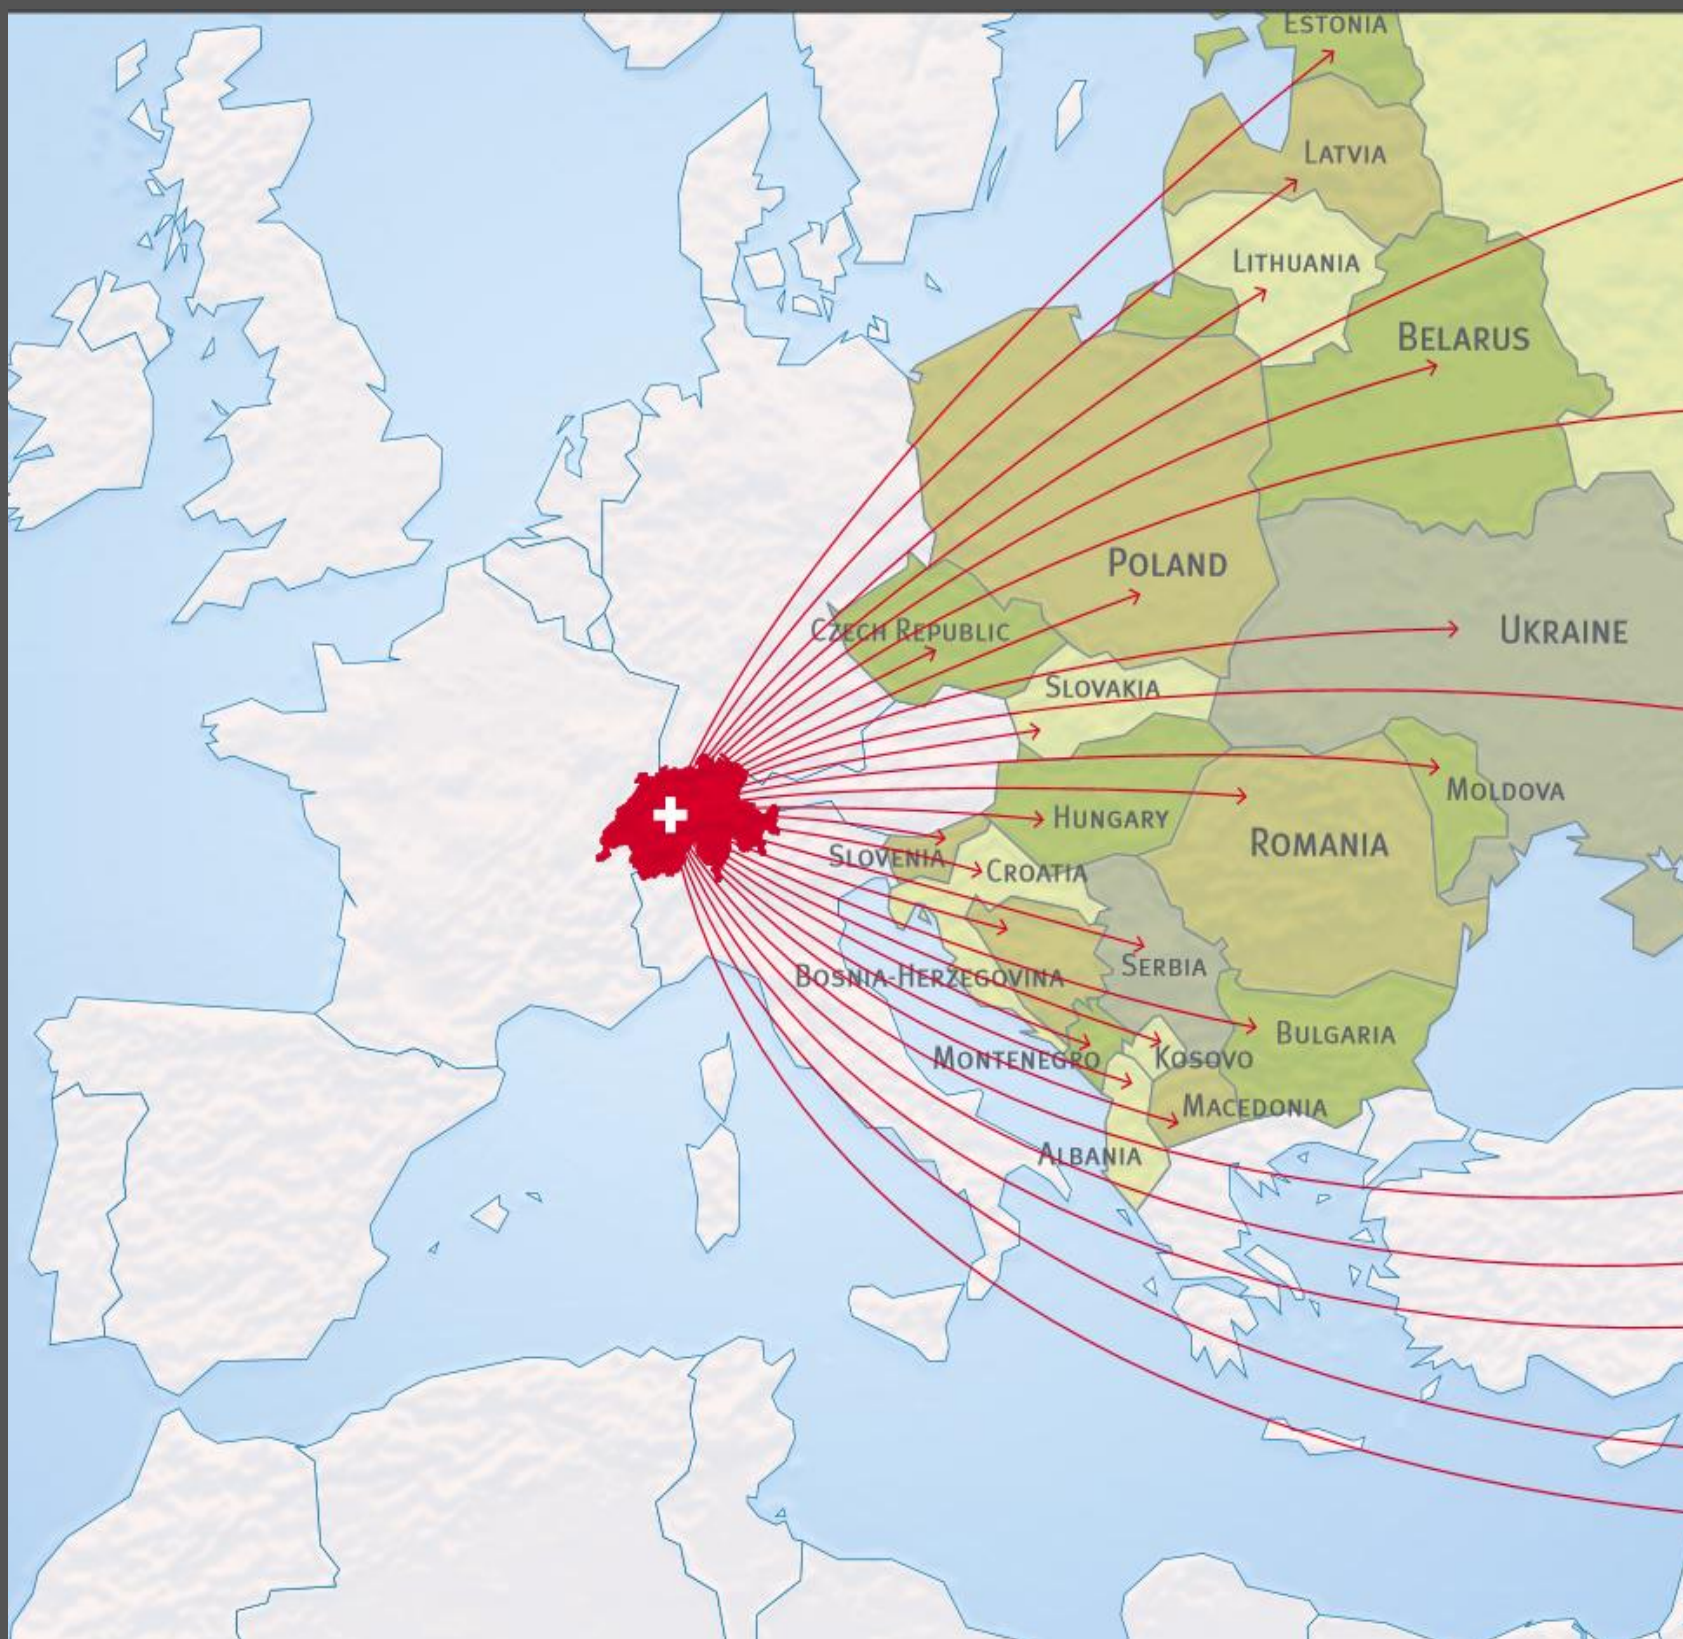 ESTONIA
LATVIA
LITHUANIA
BELARUS
POLAND
CZECH REPUBLIC
UKRAINE
SLOVAKIA
MOLDOVA
HUNGARY
ROMANIA
SLOVENIA
CROATIA
SERBIA
BOSNIA-HERZEGOVINA
BULGARIA
MONTENEGRO
KOSOVO
MACEDONIA
ALBANIA